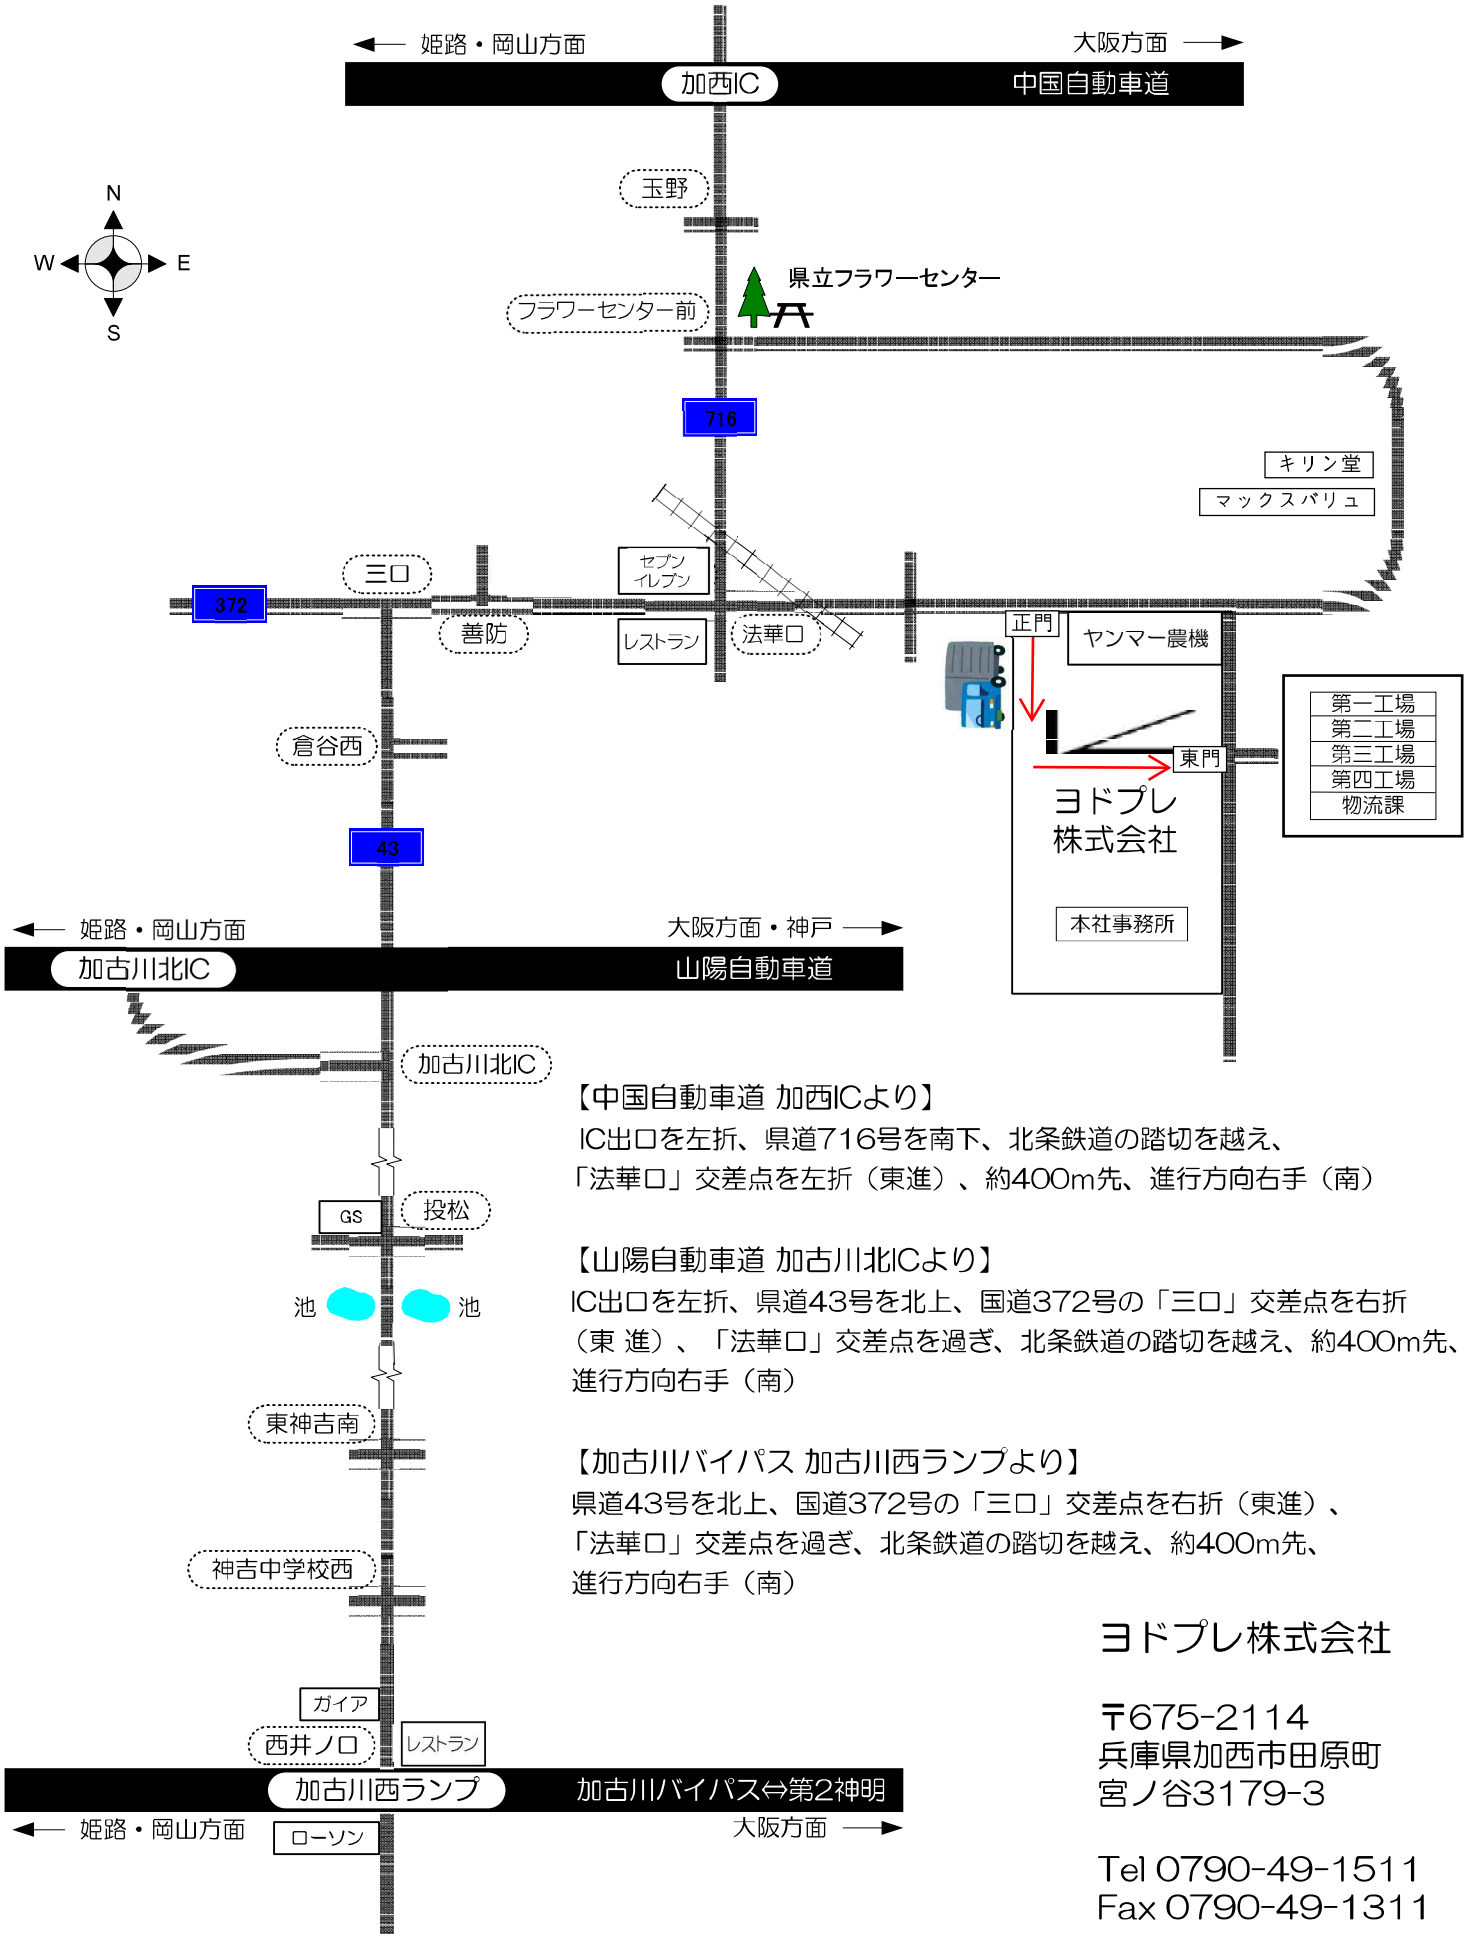 姫路・岡山方面
大阪方面
加西IC
中国自動車道
玉野
N
W
E
S
県立フラワーセンター
フラワーセンター前
716
キリン堂
マックスバリュ
セブン
イレブン
三口
372
善防
レストラン
法華口
正門
ヤンマー農機
第一工場
第二工場
第三工場
第四工場
物流課
倉谷西
東門
ヨドプレ
株式会社
43
本社事務所
姫路・岡山方面
大阪方面・神戸
加古川北IC
山陽自動車道
加古川北IC
【中国自動車道 加西ICより】
IC出口を左折、県道716号を南下、北条鉄道の踏切を越え、
「法華口」交差点を左折（東進）、約400m先、進行方向右手（南）
GS
投松
【山陽自動車道 加古川北ICより】
IC出口を左折、県道43号を北上、国道372号の「三口」交差点を右折
（東 進）、「法華口」交差点を過ぎ、北条鉄道の踏切を越え、約400m先、
進行方向右手（南）
池
池
東神吉南
【加古川バイパス 加古川西ランプより】
県道43号を北上、国道372号の「三口」交差点を右折（東進）、
「法華口」交差点を過ぎ、北条鉄道の踏切を越え、約400m先、
進行方向右手（南）
神吉中学校西
ガイア
西井ノ口
レストラン
加古川西ランプ
加古川バイパス⇔第2神明
姫路・岡山方面
大阪方面
ローソン
ヨドプレ株式会社
〒675-2114
兵庫県加西市田原町
宮ノ谷3179-3
Tel 0790-49-1511
Fax 0790-49-1311